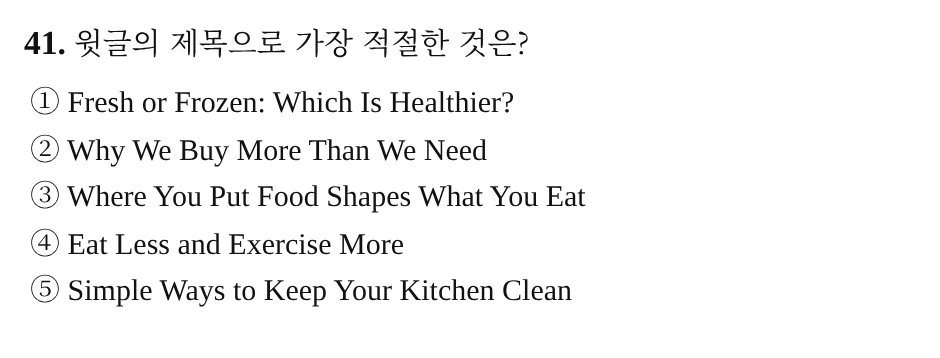 41. 윗글의 제목으로 가장 적절한 것은?
① Fresh or Frozen: Which Is Healthier?
② Why We Buy More Than We Need
③ Where You Put Food Shapes What You Eat
④ Eat Less and Exercise More
⑤ Simple Ways to Keep Your Kitchen Clean